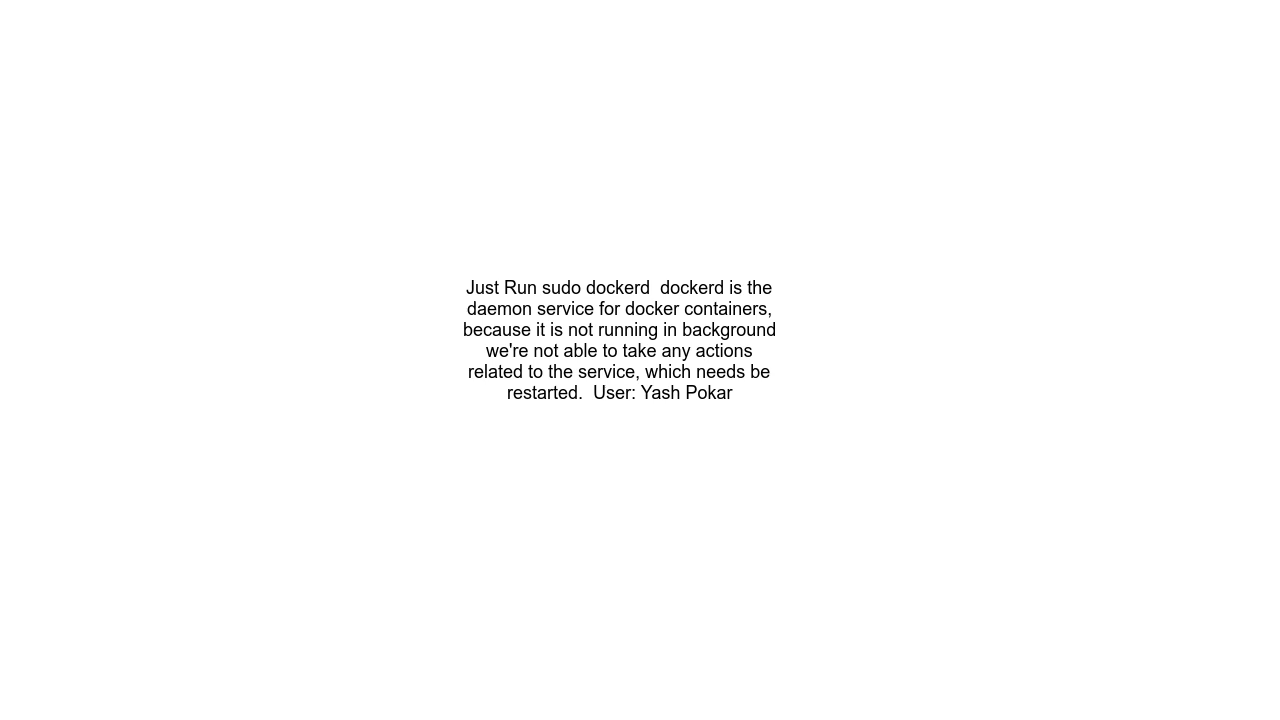 Just Run sudo dockerd  dockerd is the
daemon service for docker containers,
because it is not running in background
we're not able to take any actions
related to the service, which needs be
restarted.  User: Yash Pokar